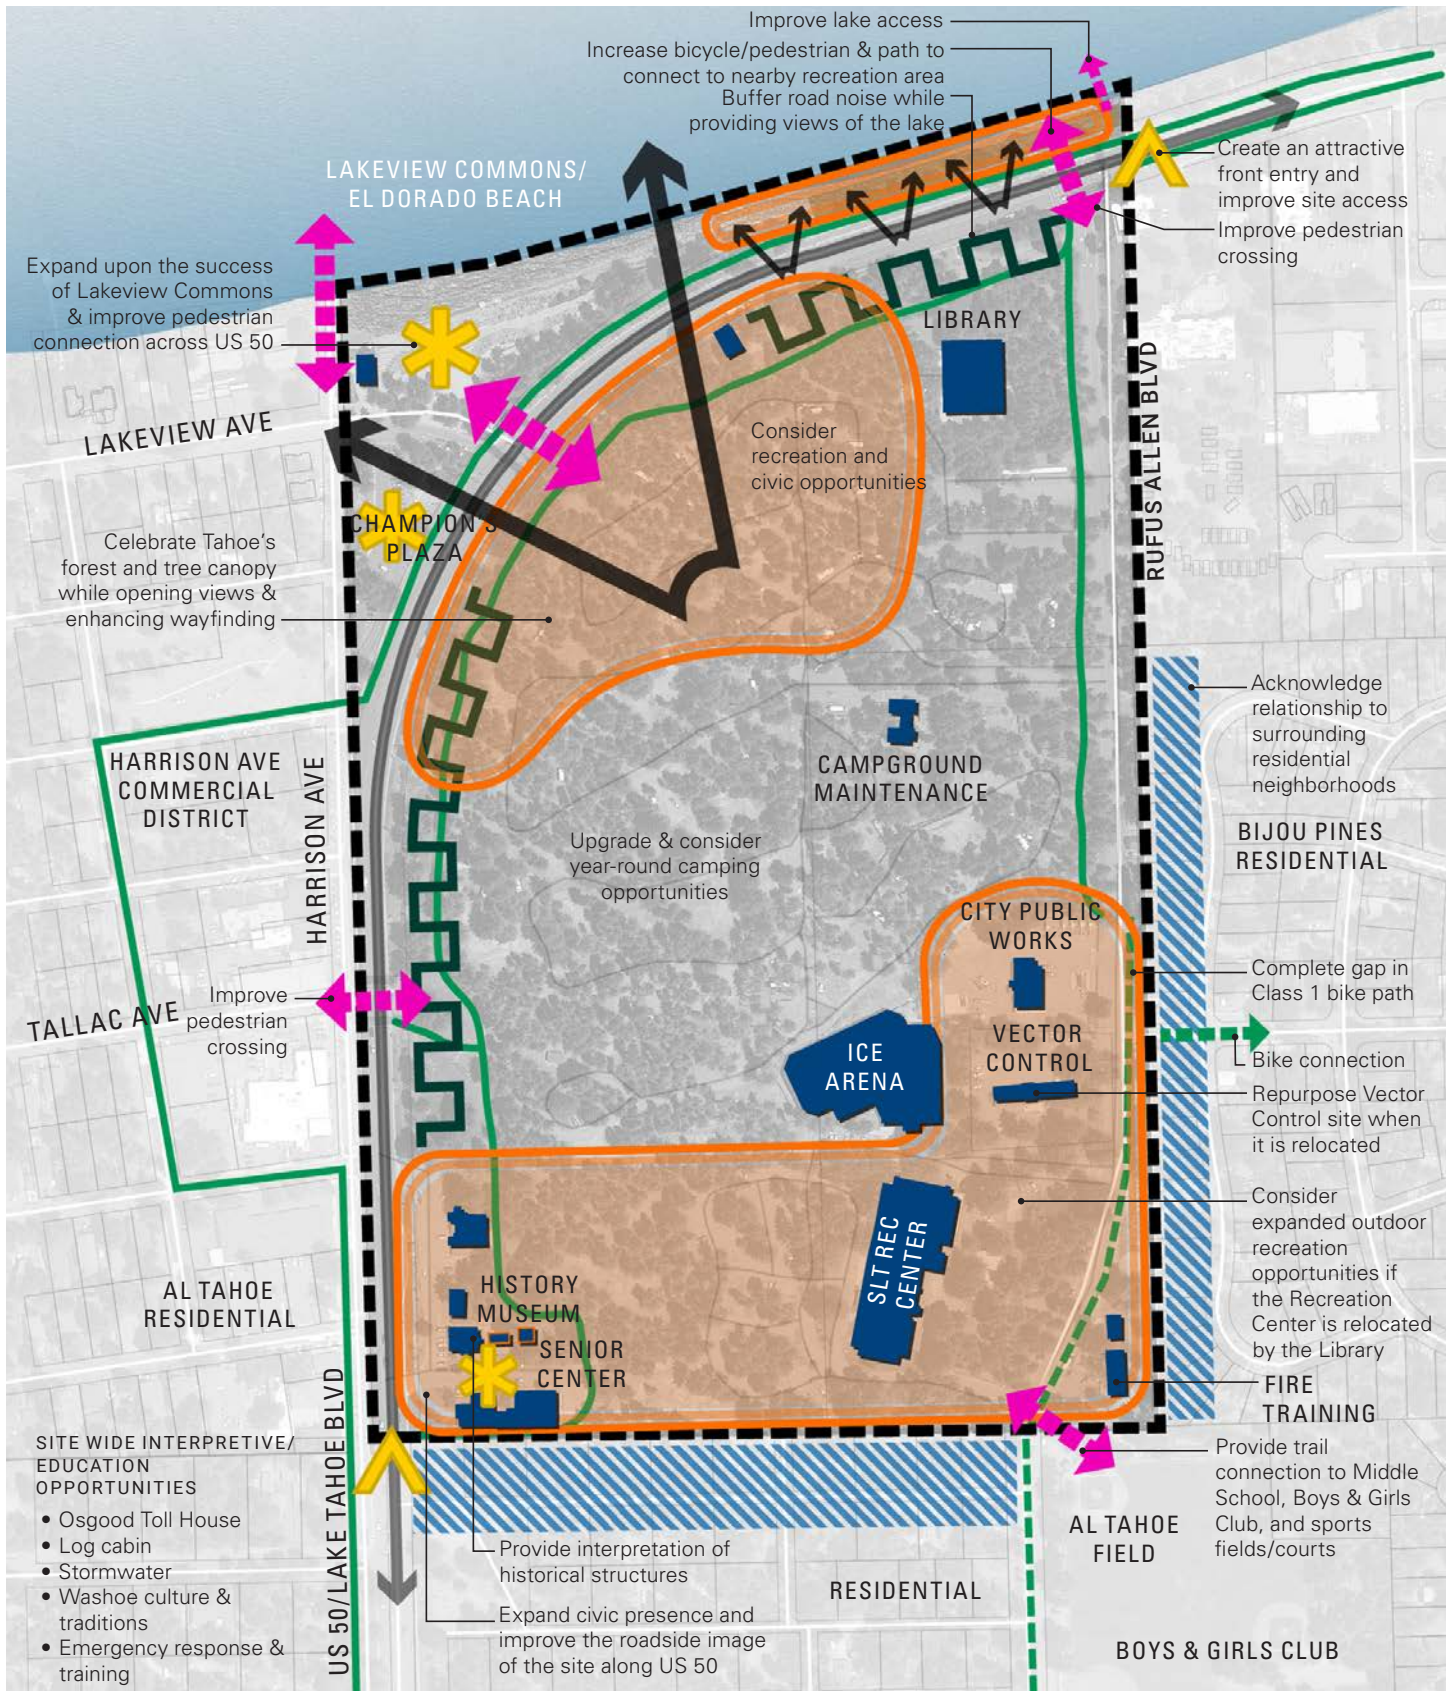 Improve lake access
Increase bicycle/pedestrian & path to
connect to nearby recreation area
Buffer road noise while
providing views of the lake
LAKEVIEW COMMONS/
EL DORADO BEACH
Create an attractive
front entry and
improve site access
Improve pedestrian
crossing
Expand upon the success
of Lakeview Commons
& improve pedestrian
connection across US 50
LIBRARY
LAKEVIEW AVE
RUFUS ALLEN BLVD
Consider
recreation and
civic opportunities
CHAMPION'S
PLAZA
Celebrate Tahoe's
forest and tree canopy
while opening views &
enhancing wayfinding
Acknowledge
relationship to
surrounding
residential
neighborhoods
HARRISON AVE
COMMERCIAL
DISTRICT
HARRISON AVE
CAMPGROUND
MAINTENANCE
BIJOU PINES
RESIDENTIAL
Upgrade & consider
year-round camping
opportunities
CITY PUBLIC
WORKS
Complete gap in
Class 1 bike path
TALLAC AVE
Improve
pedestrian
crossing
ICE
ARENA
VECTOR
CONTROL
Bike connection
Repurpose Vector
Control site when
it is relocated
Consider
expanded outdoor
recreation
opportunities if
the Recreation
Center is relocated
by the Library
SLT REC
CENTER
AL TAHOE
RESIDENTIAL
HISTORY
MUSEUM
SENIOR
CENTER
FIRE
TRAINING
US 50/LAKE TAHOE BLVD
SITE WIDE INTERPRETIVE/
EDUCATION
OPPORTUNITIES
• Osgood Toll House
• Log cabin
• Stormwater
• Washoe culture &
traditions
• Emergency response &
training
Provide trail
connection to Middle
School, Boys & Girls
Club, and sports
fields/courts
AL TAHOE
FIELD
Provide interpretation of
historical structures
RESIDENTIAL
Expand civic presence and
improve the roadside image
of the site along US 50
BOYS & GIRLS CLUB